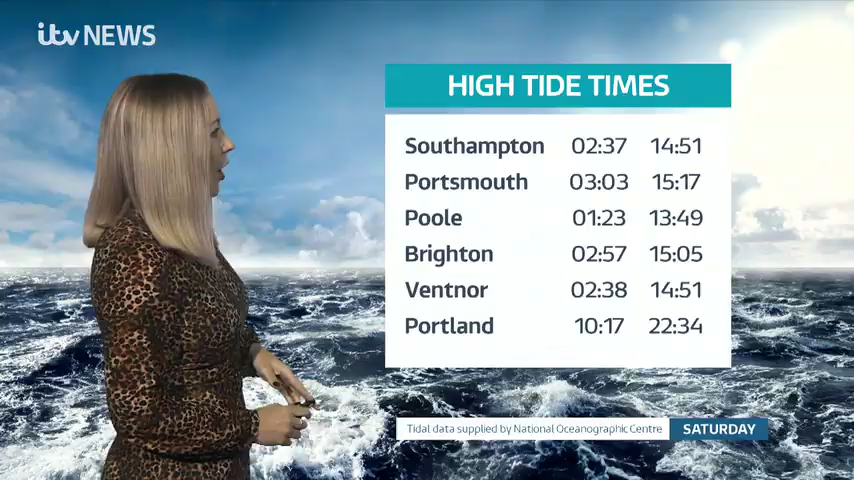 itv NEWS
HIGH TIDE TIMES
Southampton 02:37 14:51
Portsmouth 03:03 15:17
Poole 01:23 13:49
Brighton 02:57 15:05
Ventnor 02:38 14:51
Portland 10:17 22:34
Tidal data supplied by National Oceanographic Centre SATURDAY